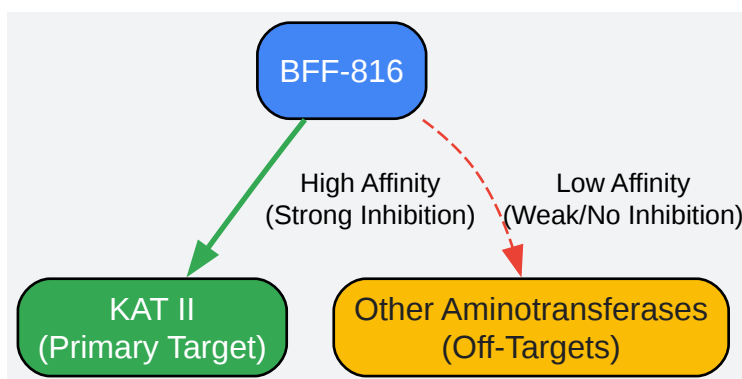 BFF-816
High Affinity
(Strong Inhibition)
Low Affinity
(Weak/No Inhibition)
KAT II
(Primary Target)
Other Aminotransferases
(Off-Targets)